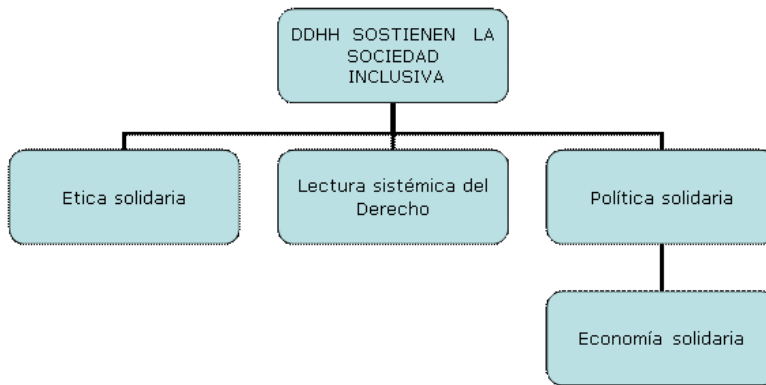 DDHH SOSTIENEN LA
SOCIEDAD
INCLUSIVA
Etica solidaria
Lectura sistémica del
Derecho
Política solidaria
Economía solidaria